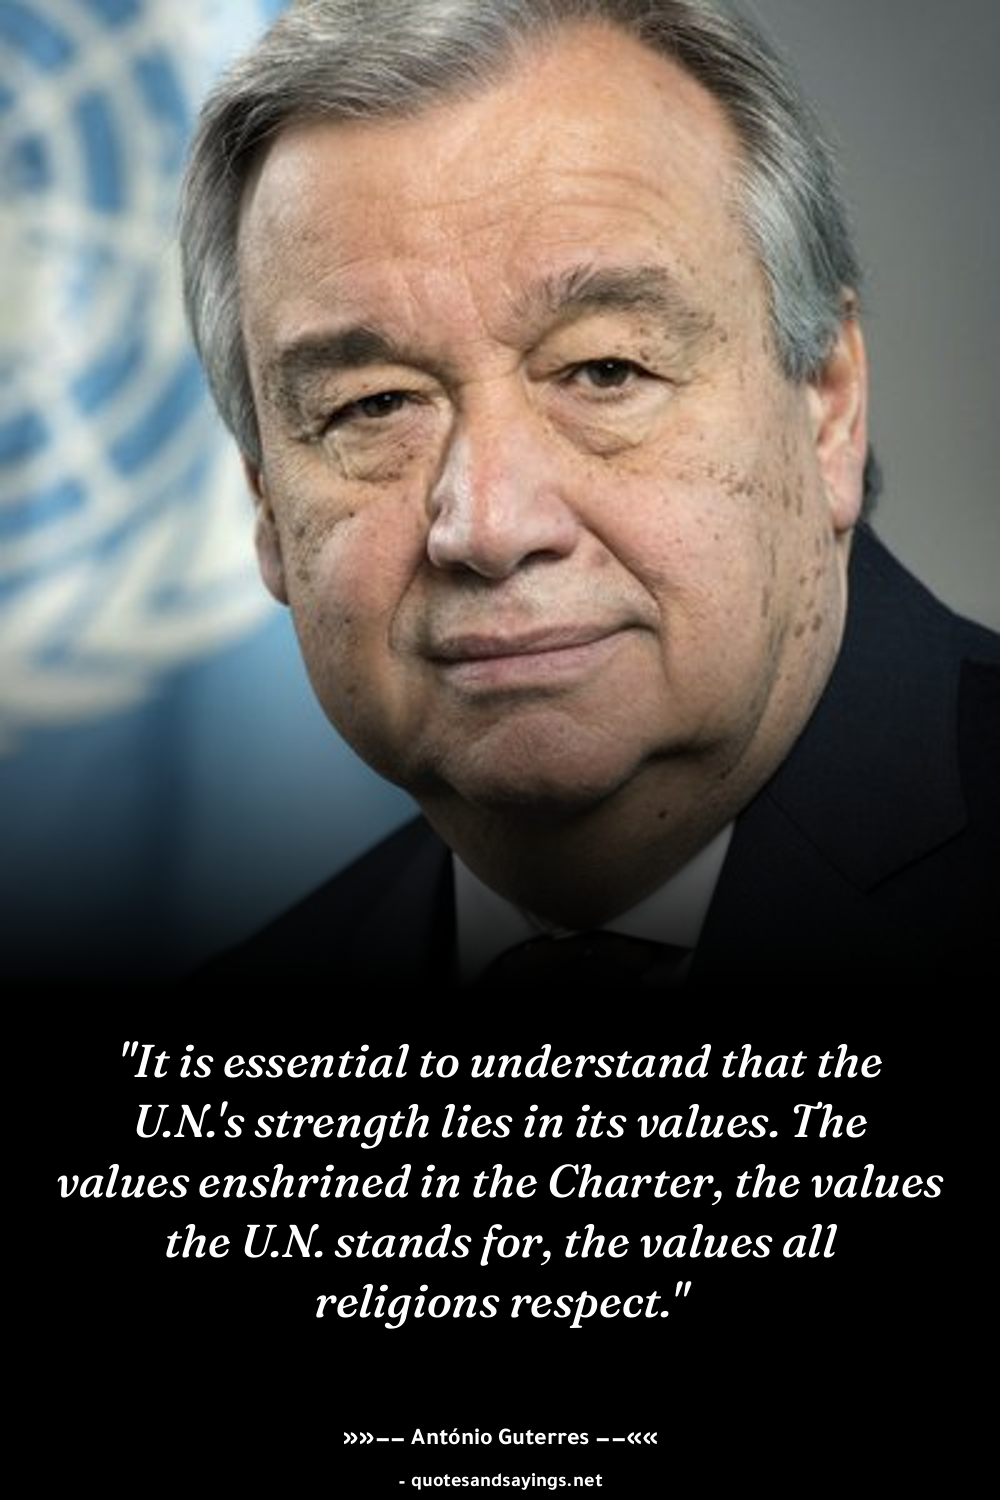 "It is essential to understand that the
U.N.'s strength lies in its values. The
values enshrined in the Charter, the values
the U.N. stands for, the values all
religions respect."
»»−− António Guterres −−««
- quotesandsayings.net